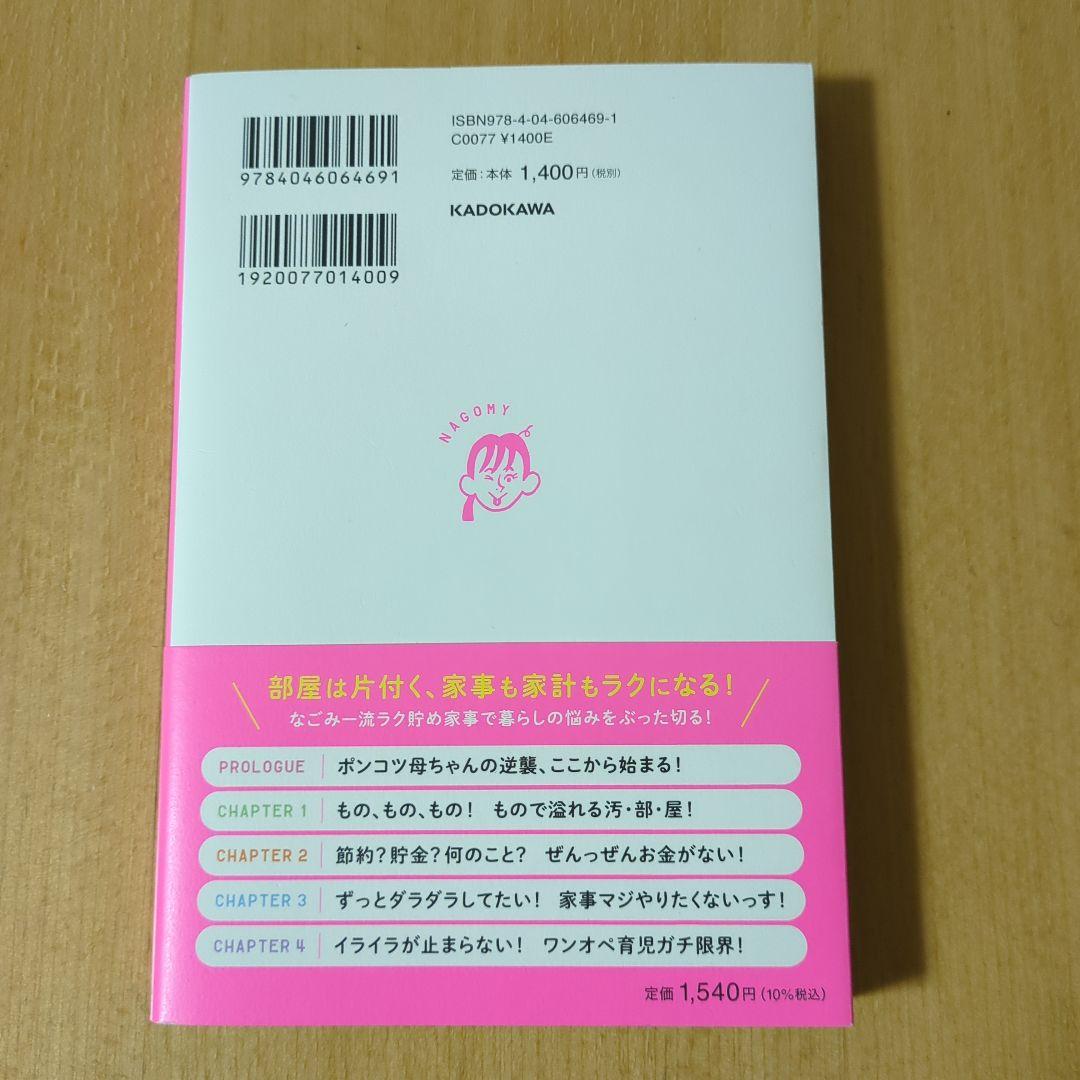 ISBN978-4-04-606469-1
C0077 ¥1400E
9784046064691
定価:本体 1,400円(税別)
KADOKAWA
1920077014009
NAGOMY
部屋は片付く、家事も家計もラクになる!
なごみー流ラク貯め家事で暮らしの悩みをぶった切る!
PROLOGUE ポンコツ母ちゃんの逆襲、ここから始まる!
CHAPTER 1 もの、もの、もの! もので溢れる汚・部・屋!
CHAPTER 2 節約?貯金?何のこと? ぜんっぜんお金がない!
CHAPTER 3 ずっとダラダラしてたい! 家事マジやりたくないっす!
CHAPTER 4 イライラが止まらない! ワンオペ育児ガチ限界!
定価 1,540円(10%税込)